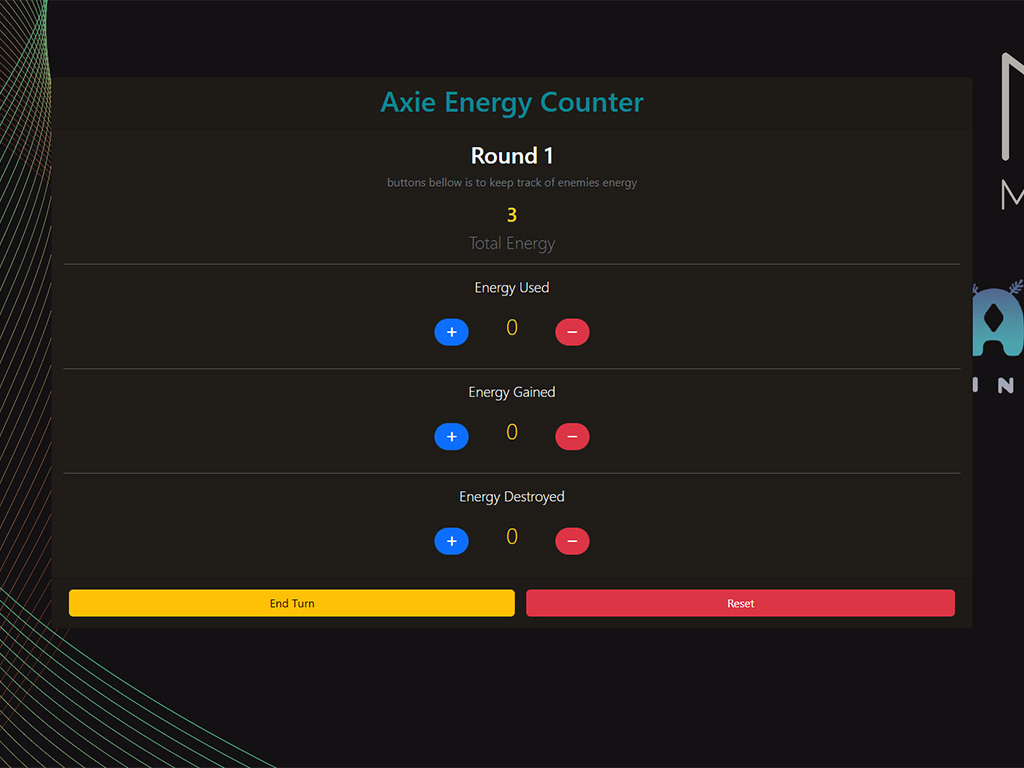 Axie Energy Counter
Round 1
buttons bellow is to keep track of enemies energy
3
Total Energy
Energy Used
+ 0 −
Energy Gained
+ 0 −
Energy Destroyed
+ 0 −
End Turn Reset